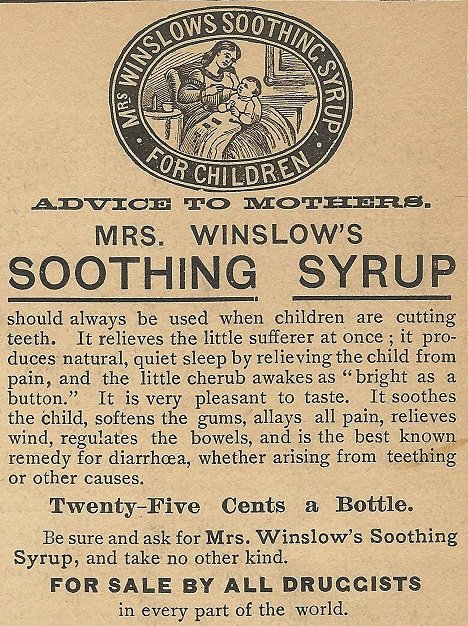 MRS WINSLOWS SOOTHING SYRUP
· FOR CHILDREN ·
ADVICE TO MOTHERS.
MRS. WINSLOW'S
SOOTHING SYRUP
should always be used when children are cutting
teeth. It relieves the little sufferer at once ; it pro-
duces natural, quiet sleep by relieving the child from
pain, and the little cherub awakes as “bright as a
button.” It is very pleasant to taste. It soothes
the child, softens the gums, allays all pain, relieves
wind, regulates the bowels, and is the best known
remedy for diarrhœa, whether arising from teething
or other causes.
Twenty-Five Cents a Bottle.
Be sure and ask for Mrs. Winslow's Soothing
Syrup, and take no other kind.
FOR SALE BY ALL DRUGGISTS
in every part of the world.